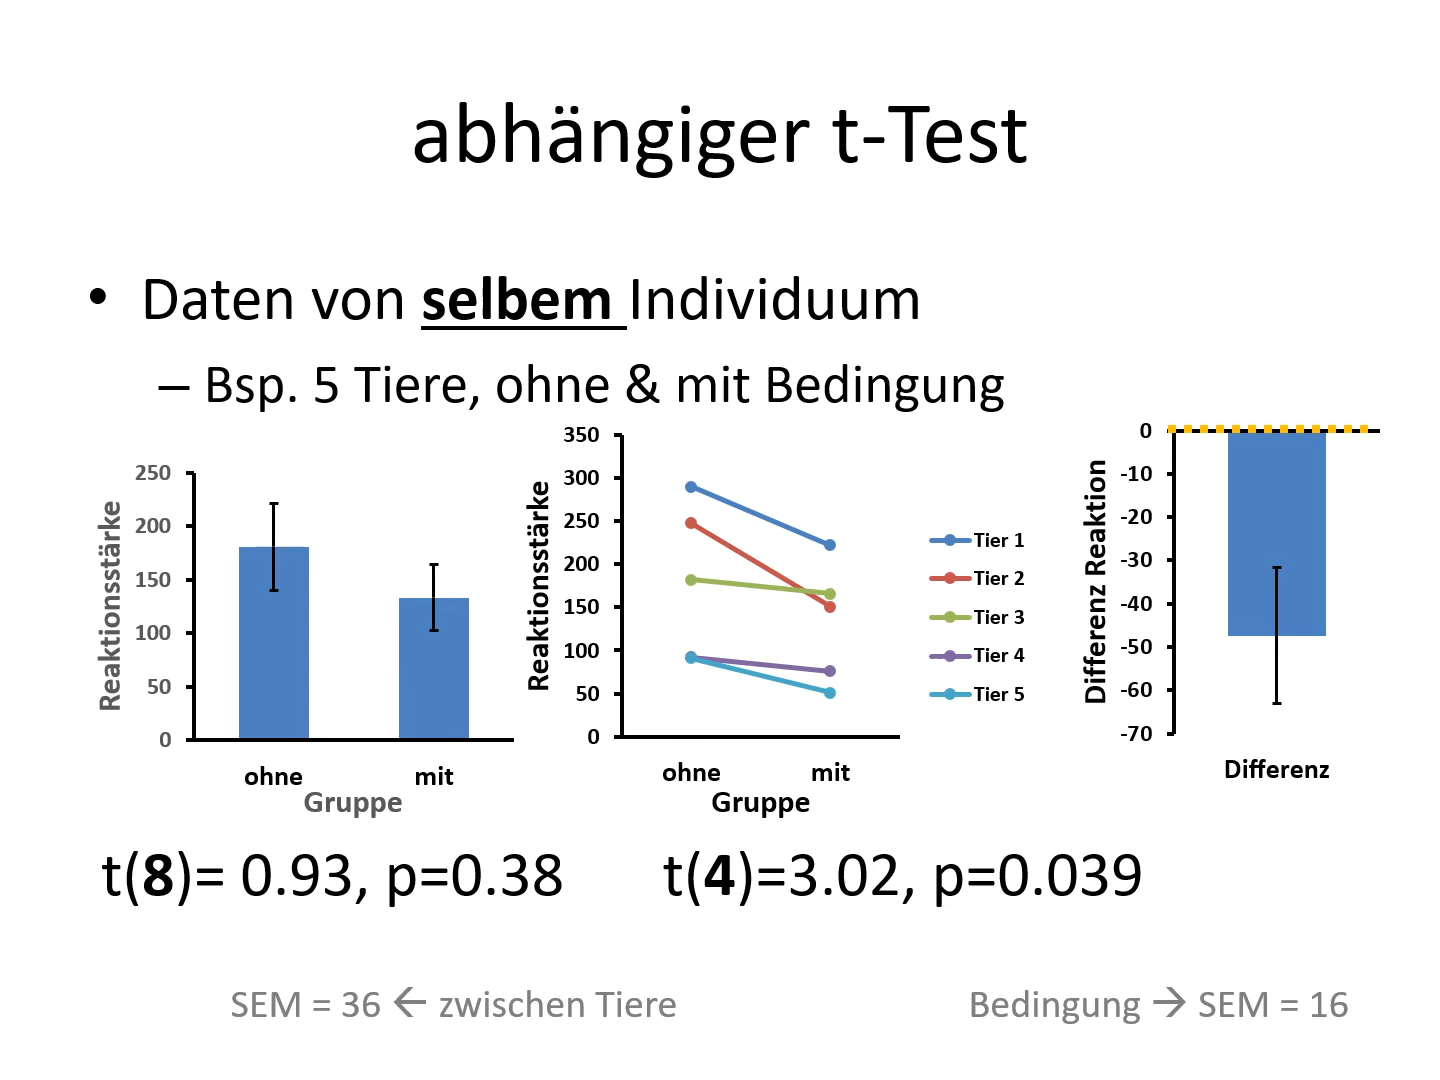 abhängiger t-Test
• Daten von selbem Individuum
– Bsp. 5 Tiere, ohne & mit Bedingung
Reaktionsstärke
250
200
150
100
50
0
ohne mit
Gruppe
Reaktionsstärke
350
300
250
200
150
100
50
0
ohne mit
Gruppe
Tier 1
Tier 2
Tier 3
Tier 4
Tier 5
Differenz Reaktion
0
-10
-20
-30
-40
-50
-60
-70
Differenz
t(8)= 0.93, p=0.38
t(4)=3.02, p=0.039
SEM = 36 ← zwischen Tiere
Bedingung → SEM = 16